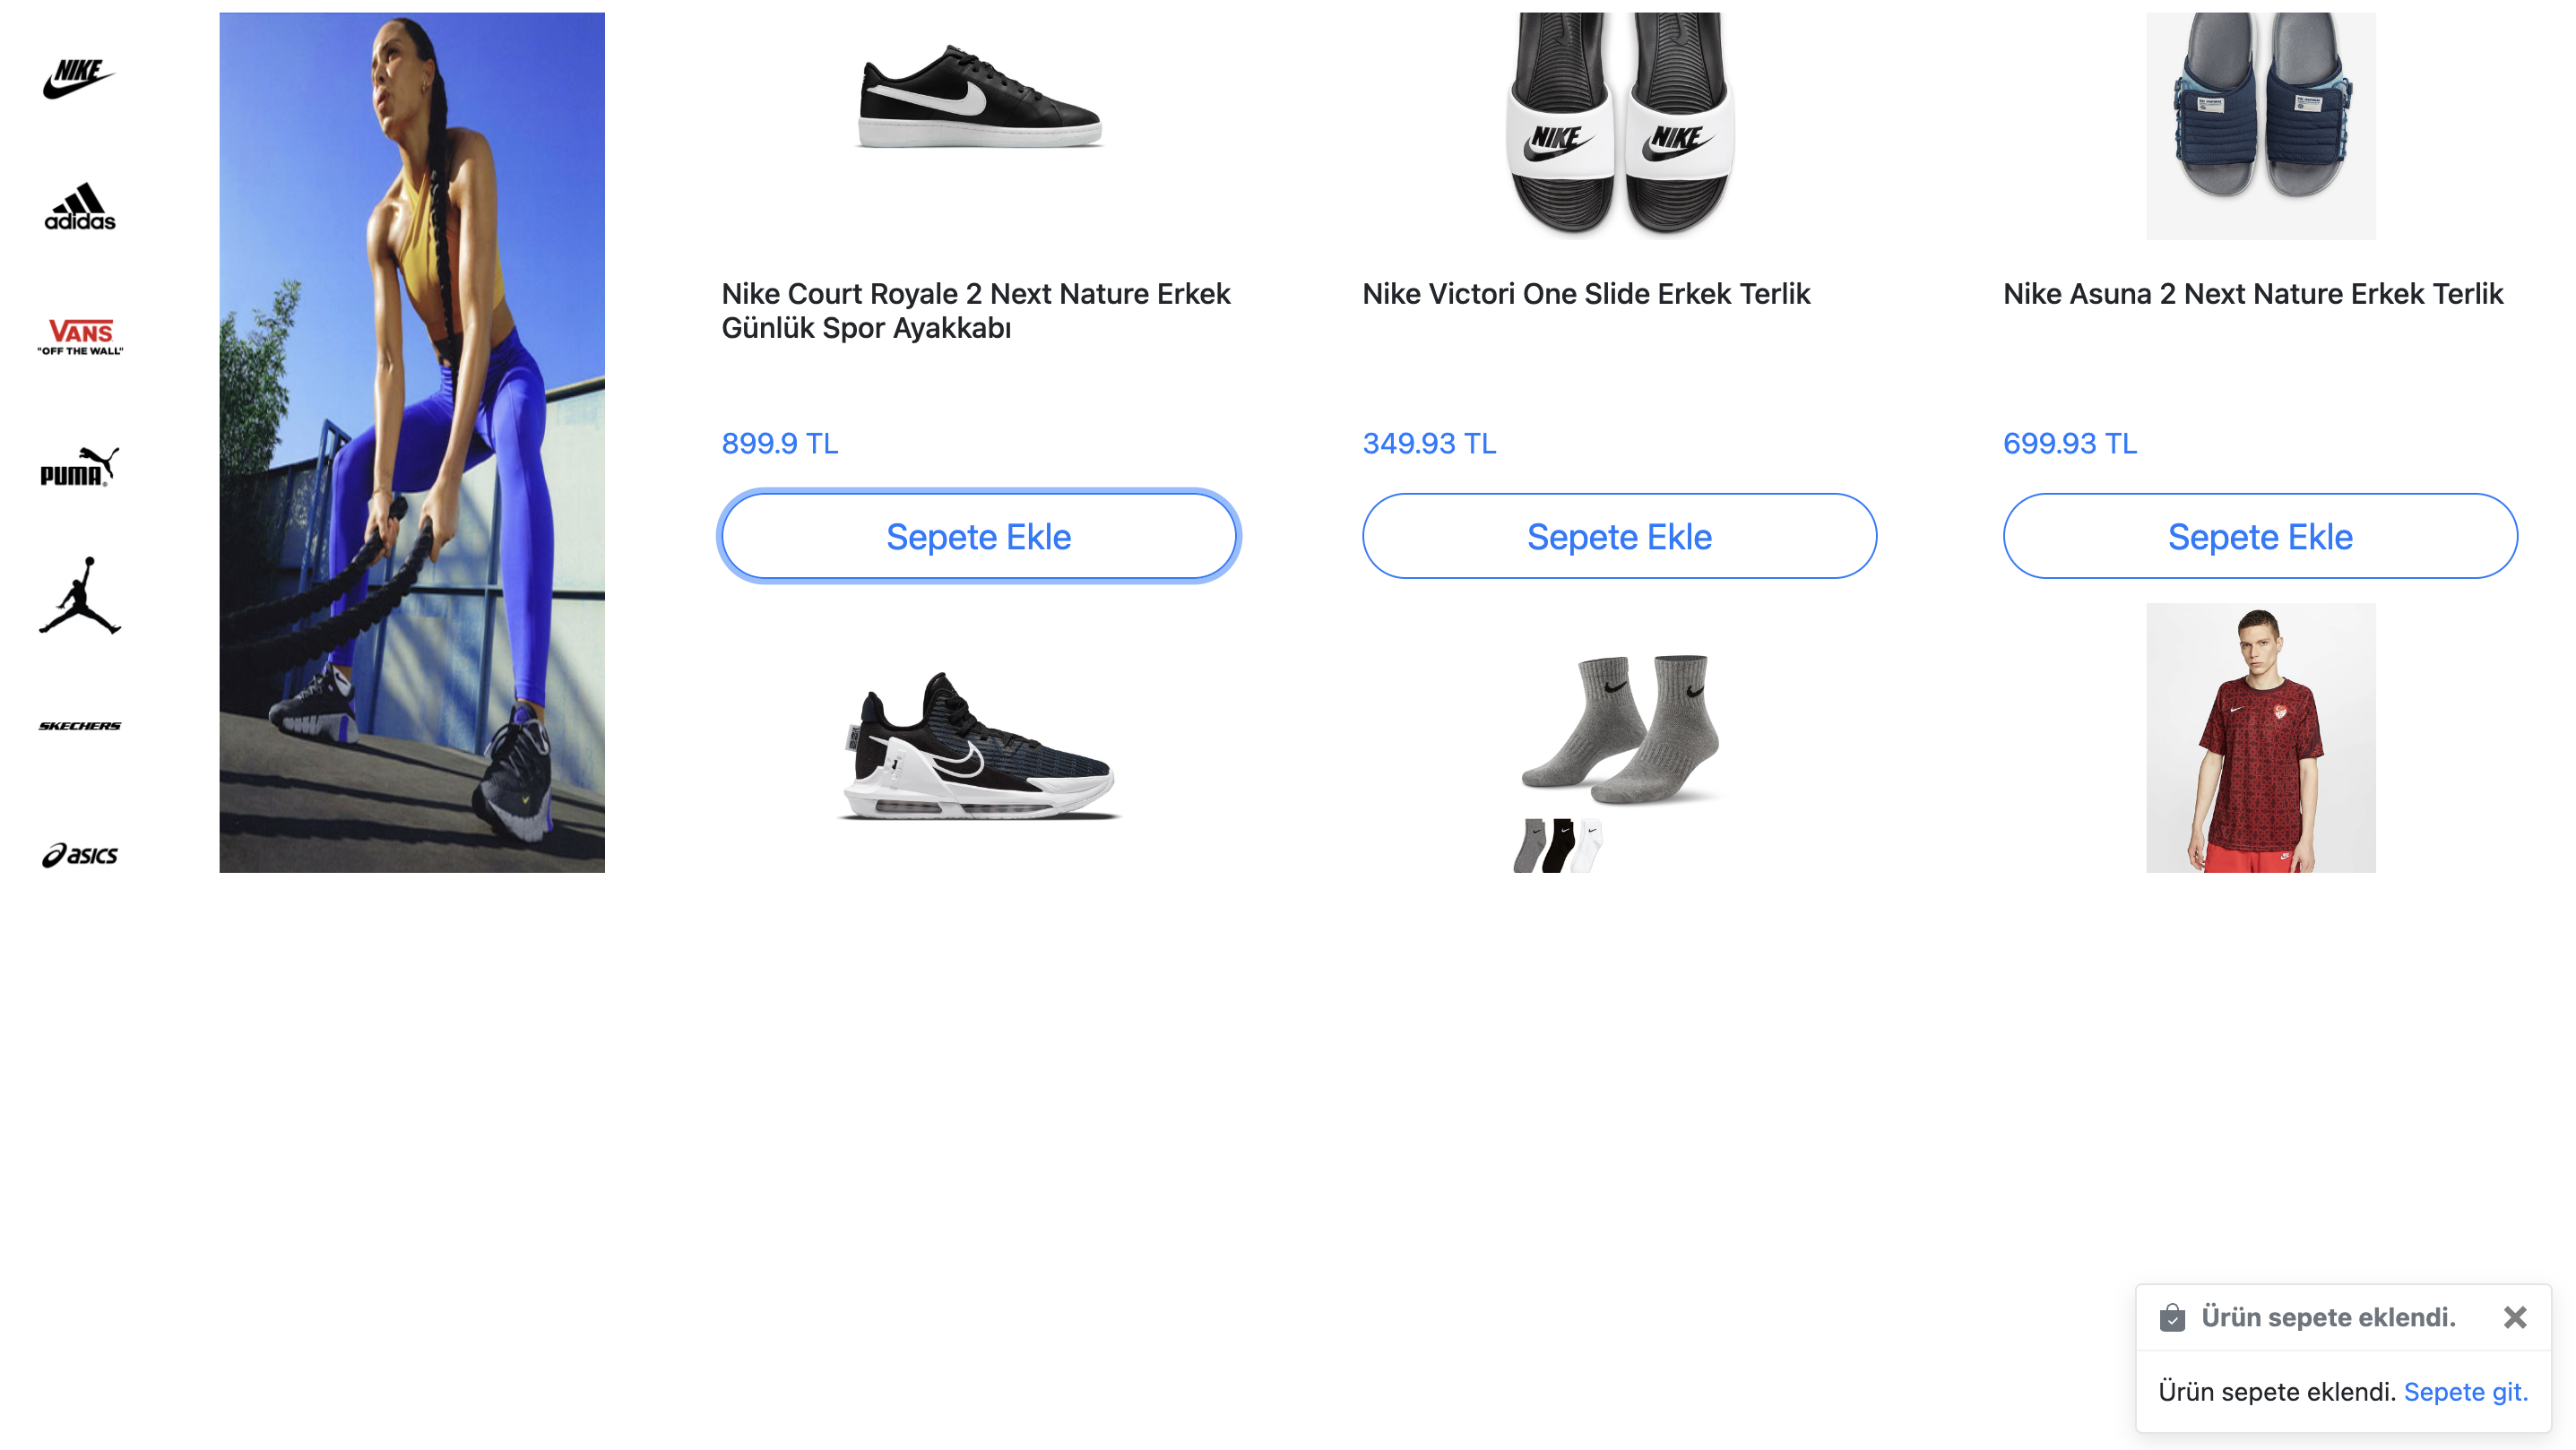 NIKE
adidas
VANS
"OFF THE WALL"
PUMA
SKECHERS
asics
NIKE NIKE
Nike Court Royale 2 Next Nature Erkek
Günlük Spor Ayakkabı
899.9 TL
Sepete Ekle
Nike Victori One Slide Erkek Terlik
349.93 TL
Sepete Ekle
Nike Asuna 2 Next Nature Erkek Terlik
699.93 TL
Sepete Ekle
Ürün sepete eklendi.
Ürün sepete eklendi. Sepete git.